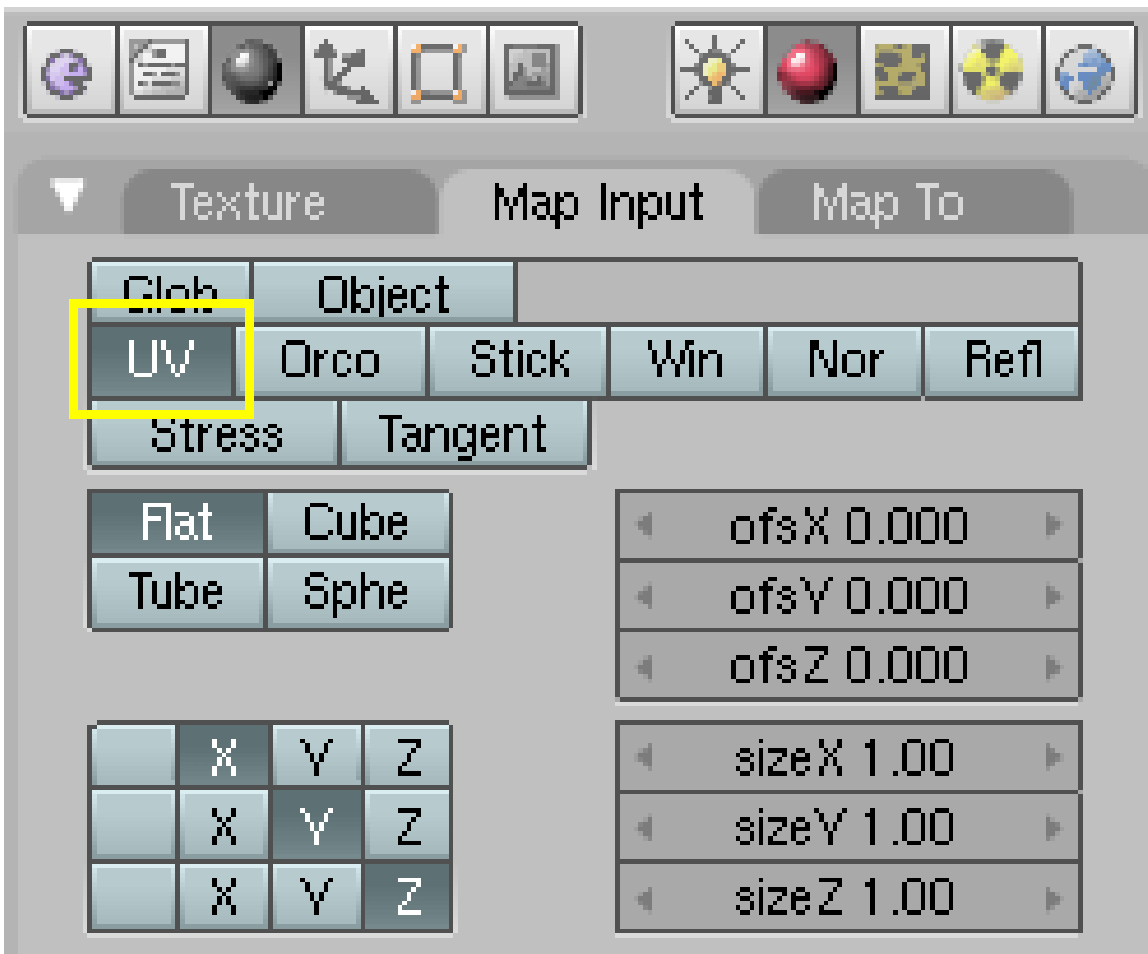 Texture Map Input Map To
Glob Object
UV Orco Stick Win Nor Refl
Stress Tangent
Flat Cube ofsX 0.000
Tube Sphe ofsY 0.000
ofsZ 0.000
X Y Z sizeX 1.00
X Y Z sizeY 1.00
X Y Z sizeZ 1.00